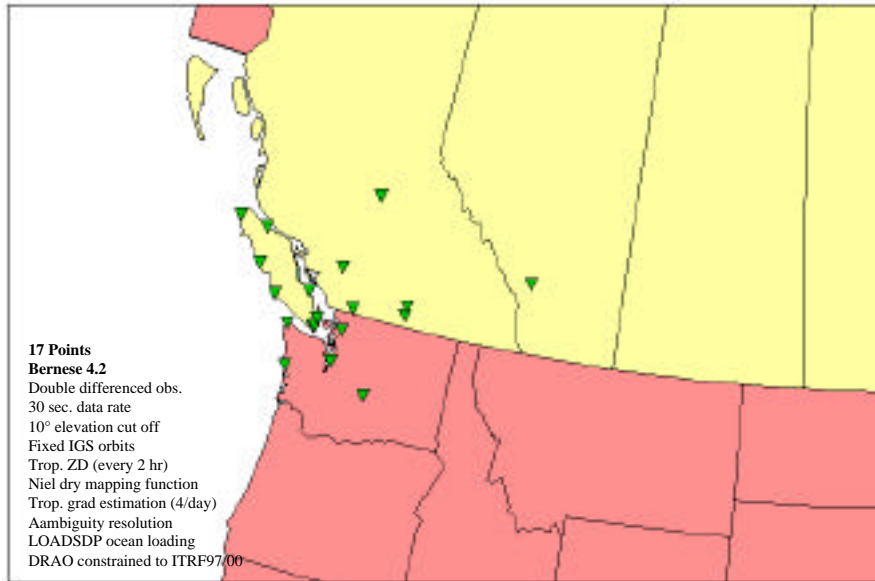 17 Points
Bernese 4.2
Double differenced obs.
30 sec. data rate
10° elevation cut off
Fixed IGS orbits
Trop. ZD (every 2 hr)
Niel dry mapping function
Trop. grad estimation (4/day)
Aambiguity resolution
LOADSDP ocean loading
DRAO constrained to ITRF97/00